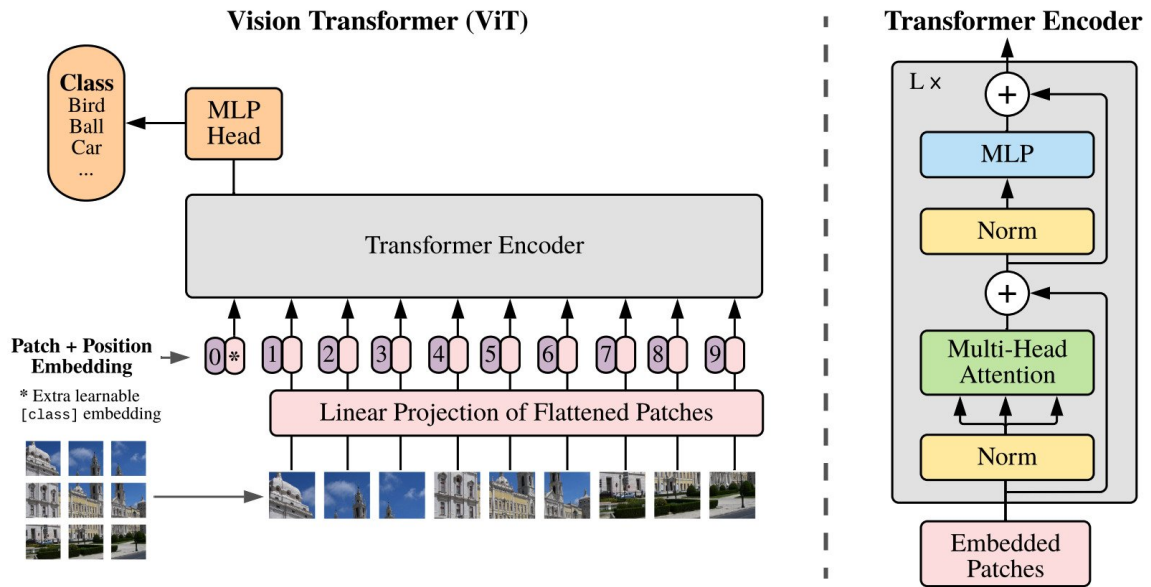 Vision Transformer (ViT)
Class
Bird
Ball
Car
...
MLP
Head
Transformer Encoder
Patch + Position
Embedding
* Extra learnable
[class] embedding
0 * 1 2 3 4 5 6 7 8 9
Linear Projection of Flattened Patches
Transformer Encoder
L x
+
MLP
Norm
+
Multi-Head
Attention
Norm
Embedded
Patches